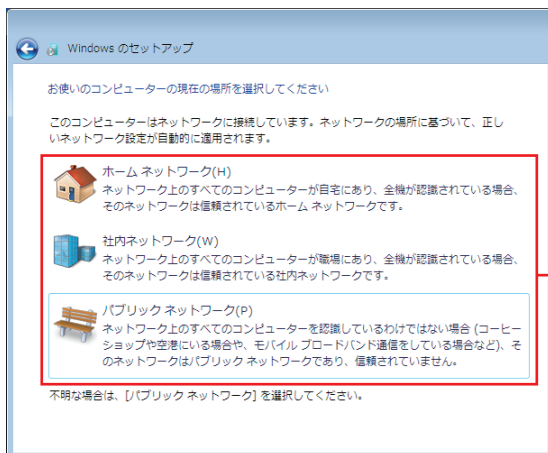 Windows のセットアップ
お使いのコンピューターの現在の場所を選択してください
このコンピューターはネットワークに接続しています。ネットワークの場所に基づいて、正し
いネットワーク設定が自動的に適用されます。
ホーム ネットワーク(H)
ネットワーク上のすべてのコンピューターが自宅にあり、全機が認識されている場合、
そのネットワークは信頼されているホーム ネットワークです。
社内ネットワーク(W)
ネットワーク上のすべてのコンピューターが職場にあり、全機が認識されている場合、
そのネットワークは信頼されている社内ネットワークです。
パブリック ネットワーク(P)
ネットワーク上のすべてのコンピューターを認識しているわけではない場合 (コーヒー
ショップや空港にいる場合や、モバイル ブロードバンド通信をしている場合など)、そ
のネットワークはパブリック ネットワークであり、信頼されていません。
不明な場合は、[パブリック ネットワーク] を選択してください。